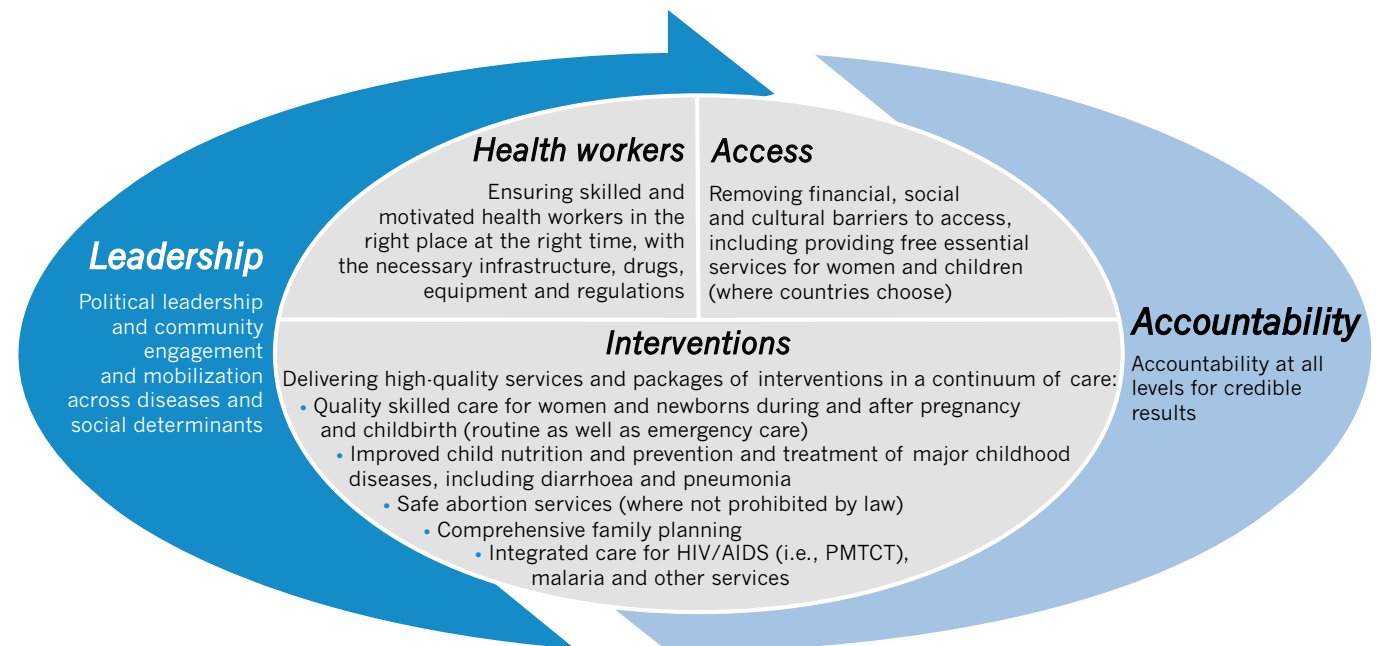 Leadership
Political leadership
and community
engagement
and mobilization
across diseases and
social determinants
Health workers
Ensuring skilled and
motivated health workers in the
right place at the right time, with
the necessary infrastructure, drugs,
equipment and regulations
Access
Removing financial, social
and cultural barriers to access,
including providing free essential
services for women and children
(where countries choose)
Interventions
Delivering high-quality services and packages of interventions in a continuum of care:
• Quality skilled care for women and newborns during and after pregnancy
and childbirth (routine as well as emergency care)
• Improved child nutrition and prevention and treatment of major childhood
diseases, including diarrhoea and pneumonia
• Safe abortion services (where not prohibited by law)
• Comprehensive family planning
• Integrated care for HIV/AIDS (i.e., PMTCT),
malaria and other services
Accountability
Accountability at all
levels for credible
results